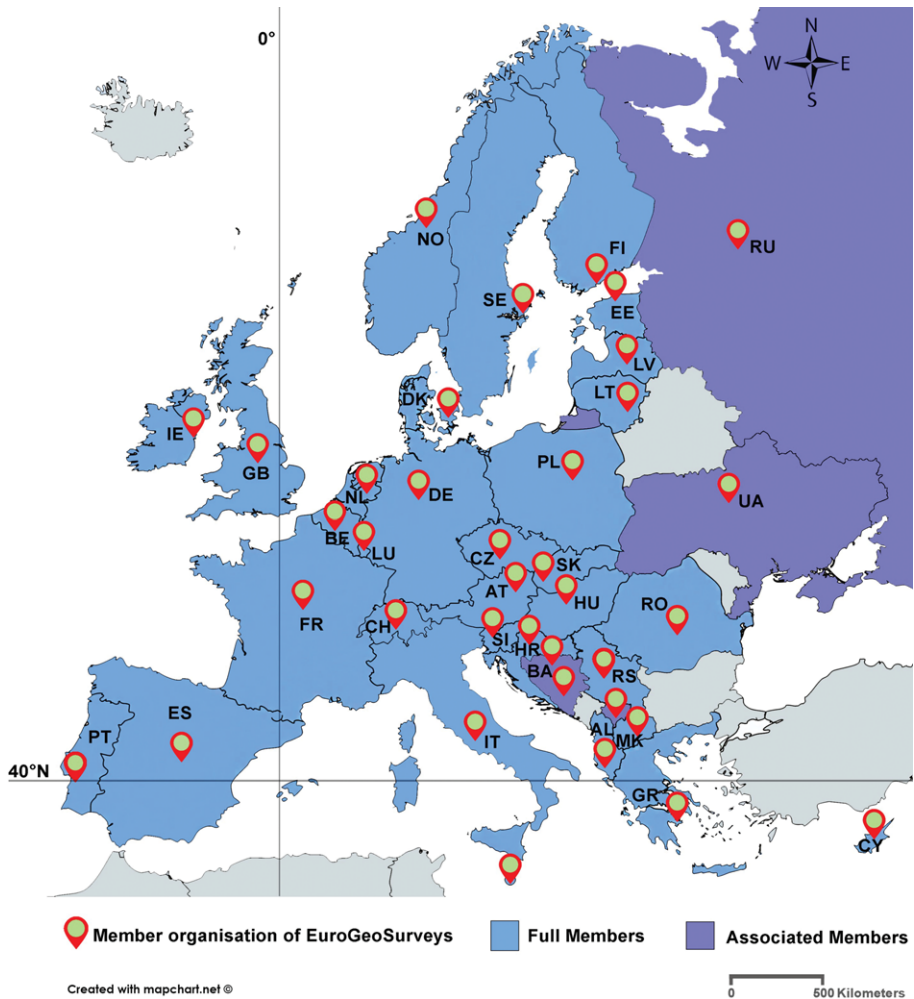 0°
N
W E
S
NO
FI
RU
SE
EE
LV
LT
DK
IE
GB
PL
NL
DE
UA
BE
LU
CZ
SK
AT
HU
RO
FR
CH
SI
HR
BA
RS
ES
PT
IT
AL
MK
40°N
GR
CY
Member organisation of EuroGeoSurveys
Full Members
Associated Members
Created with mapchart.net ©
0 500 Kilometers